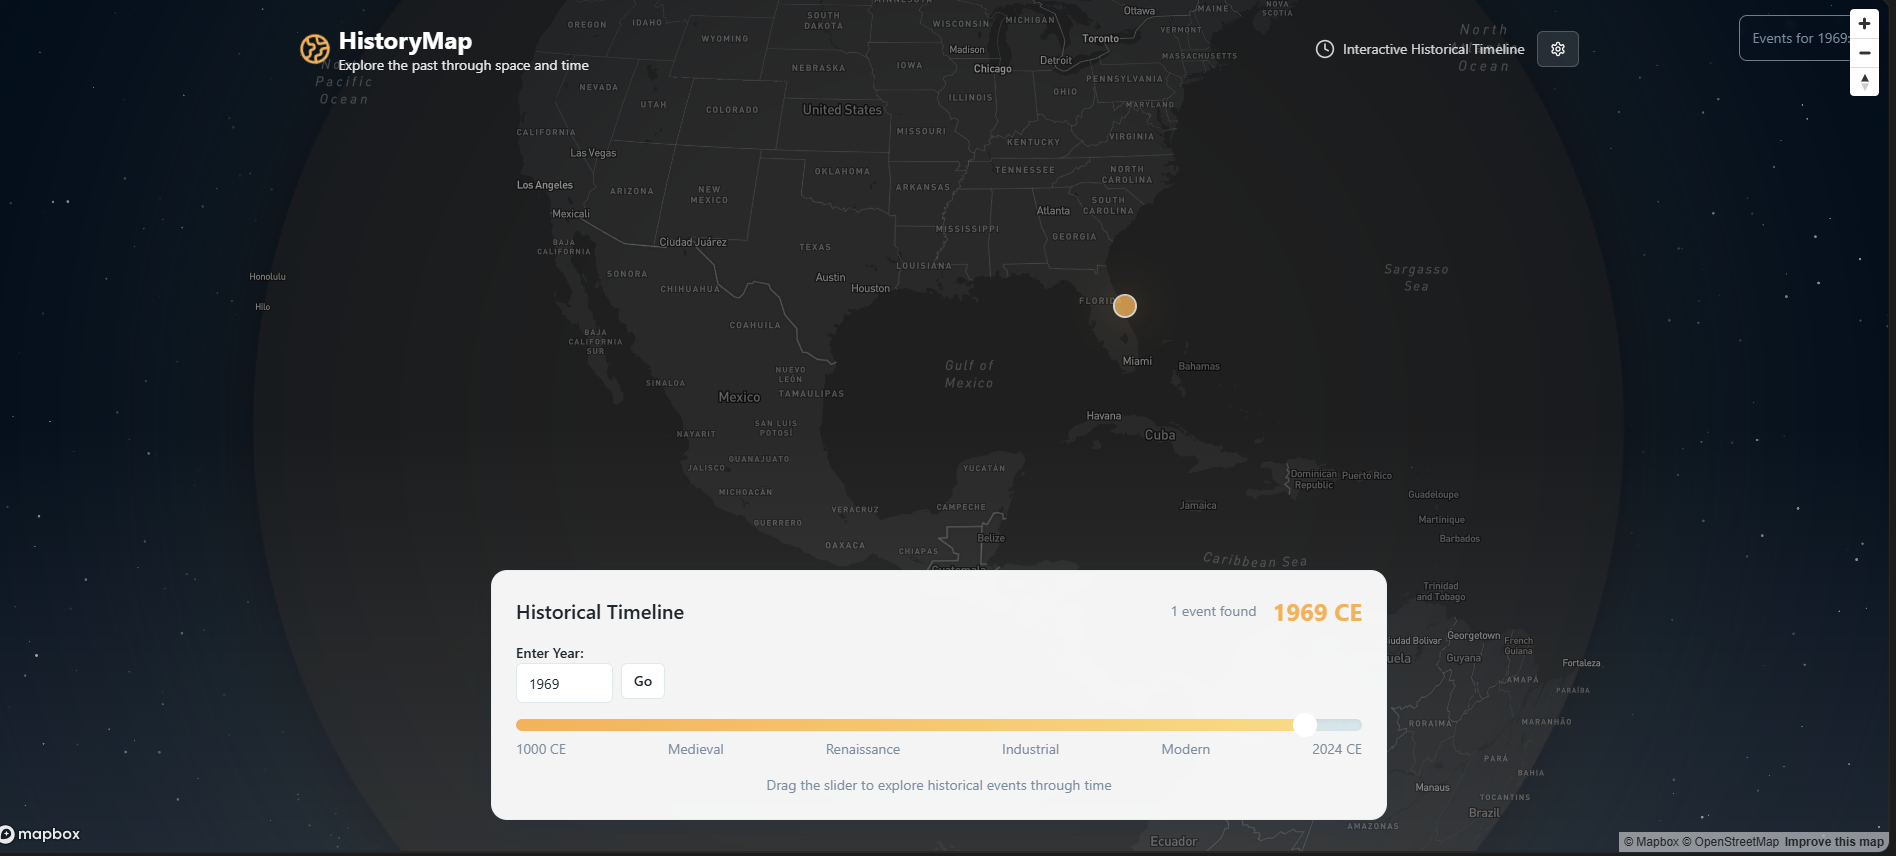 HistoryMap
Explore the past through space and time
Interactive Historical Timeline
Events for 1969:
+
−
North
Pacific
Ocean
North
Ocean
OREGON
IDAHO
WYOMING
SOUTH
DAKOTA
NEBRASKA
IOWA
WISCONSIN
MICHIGAN
Madison
Chicago
Detroit
Toronto
Ottawa
MAINE
NOVA
SCOTIA
VERMONT
MASSACHUSETTS
PENNSYLVANIA
NEVADA
UTAH
COLORADO
United States
ILLINOIS
OHIO
MARYLAND
CALIFORNIA
Las Vegas
MISSOURI
KENTUCKY
VIRGINIA
Los Angeles
ARIZONA
NEW
MEXICO
OKLAHOMA
ARKANSAS
TENNESSEE
NORTH
CAROLINA
Mexicali
Atlanta
SOUTH
CAROLINA
BAJA
CALIFORNIA
Ciudad Juárez
TEXAS
MISSISSIPPI
GEORGIA
SONORA
CHIHUAHUA
Austin
Houston
LOUISIANA
Sargasso
Sea
Honolulu
Hilo
FLORID
COAHUILA
BAJA
CALIFORNIA
SUR
Gulf of
Mexico
Miami
Bahamas
SINALOA
NUEVO
LEÓN
TAMAULIPAS
Mexico
Havana
Cuba
NAYARIT
SAN LUIS
POTOSÍ
JALISCO
GUANAJUATO
YUCATÁN
Dominican
Republic
Puerto Rico
MICHOACÁN
VERACRUZ
CAMPECHE
Jamaica
Guadeloupe
GUERRERO
Martinique
OAXACA
CHIAPAS
Belize
Barbados
Guatemala
Caribbean Sea
Trinidad
and Tobago
Historical Timeline
1 event found
1969 CE
Enter Year:
1969
Go
1000 CE
Medieval
Renaissance
Industrial
Modern
2024 CE
Drag the slider to explore historical events through time
iudad Bolivar
Georgetown
French
Guiana
uela
Guyana
Fortaleza
AMAPÁ
PARAÍBA
RORAIMA
MARANHÃO
PARÁ
BAHIA
Manaus
TOCANTINS
Brazil
AMAZONAS
Ecuador
mapbox
© Mapbox © OpenStreetMap Improve this map